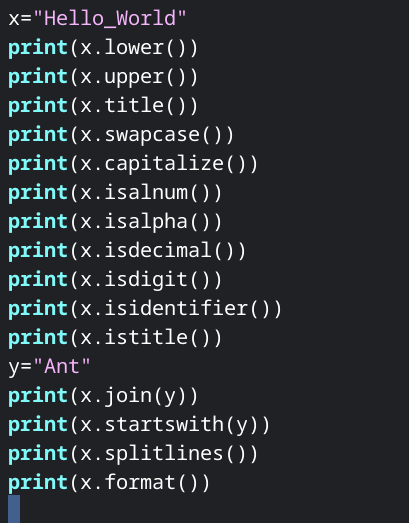 x="Hello_World"
print(x.lower())
print(x.upper())
print(x.title())
print(x.swapcase())
print(x.capitalize())
print(x.isalnum())
print(x.isalpha())
print(x.isdecimal())
print(x.isdigit())
print(x.isidentifier())
print(x.istitle())
y="Ant"
print(x.join(y))
print(x.startswith(y))
print(x.splitlines())
print(x.format())